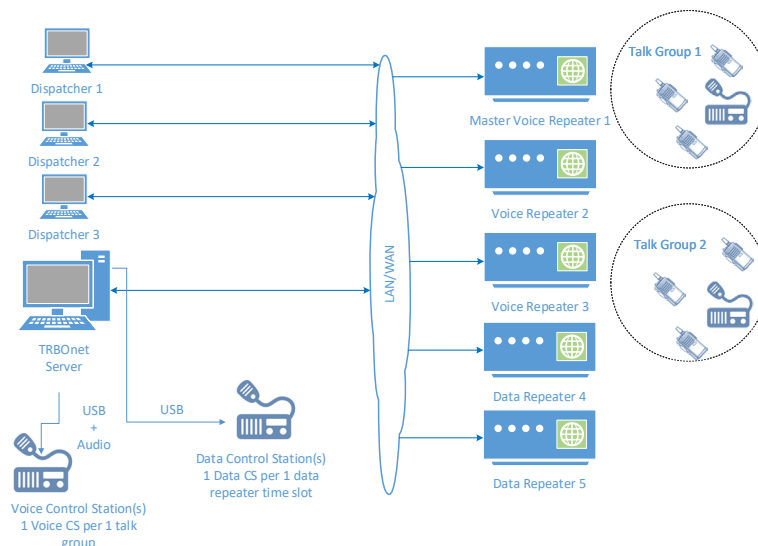 Dispatcher 1
Dispatcher 2
Dispatcher 3
TRBOnet
Server
USB
+
Audio
USB
Voice Control Station(s)
1 Voice CS per 1 talk
group
Data Control Station(s)
1 Data CS per 1 data
repeater time slot
LAN/WAN
Master Voice Repeater 1
Voice Repeater 2
Voice Repeater 3
Data Repeater 4
Data Repeater 5
Talk Group 1
Talk Group 2